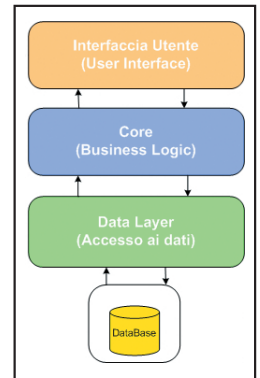 Interfaccia Utente
(User Interface)
Core
(Business Logic)
Data Layer
(Accesso ai dati)
DataBase